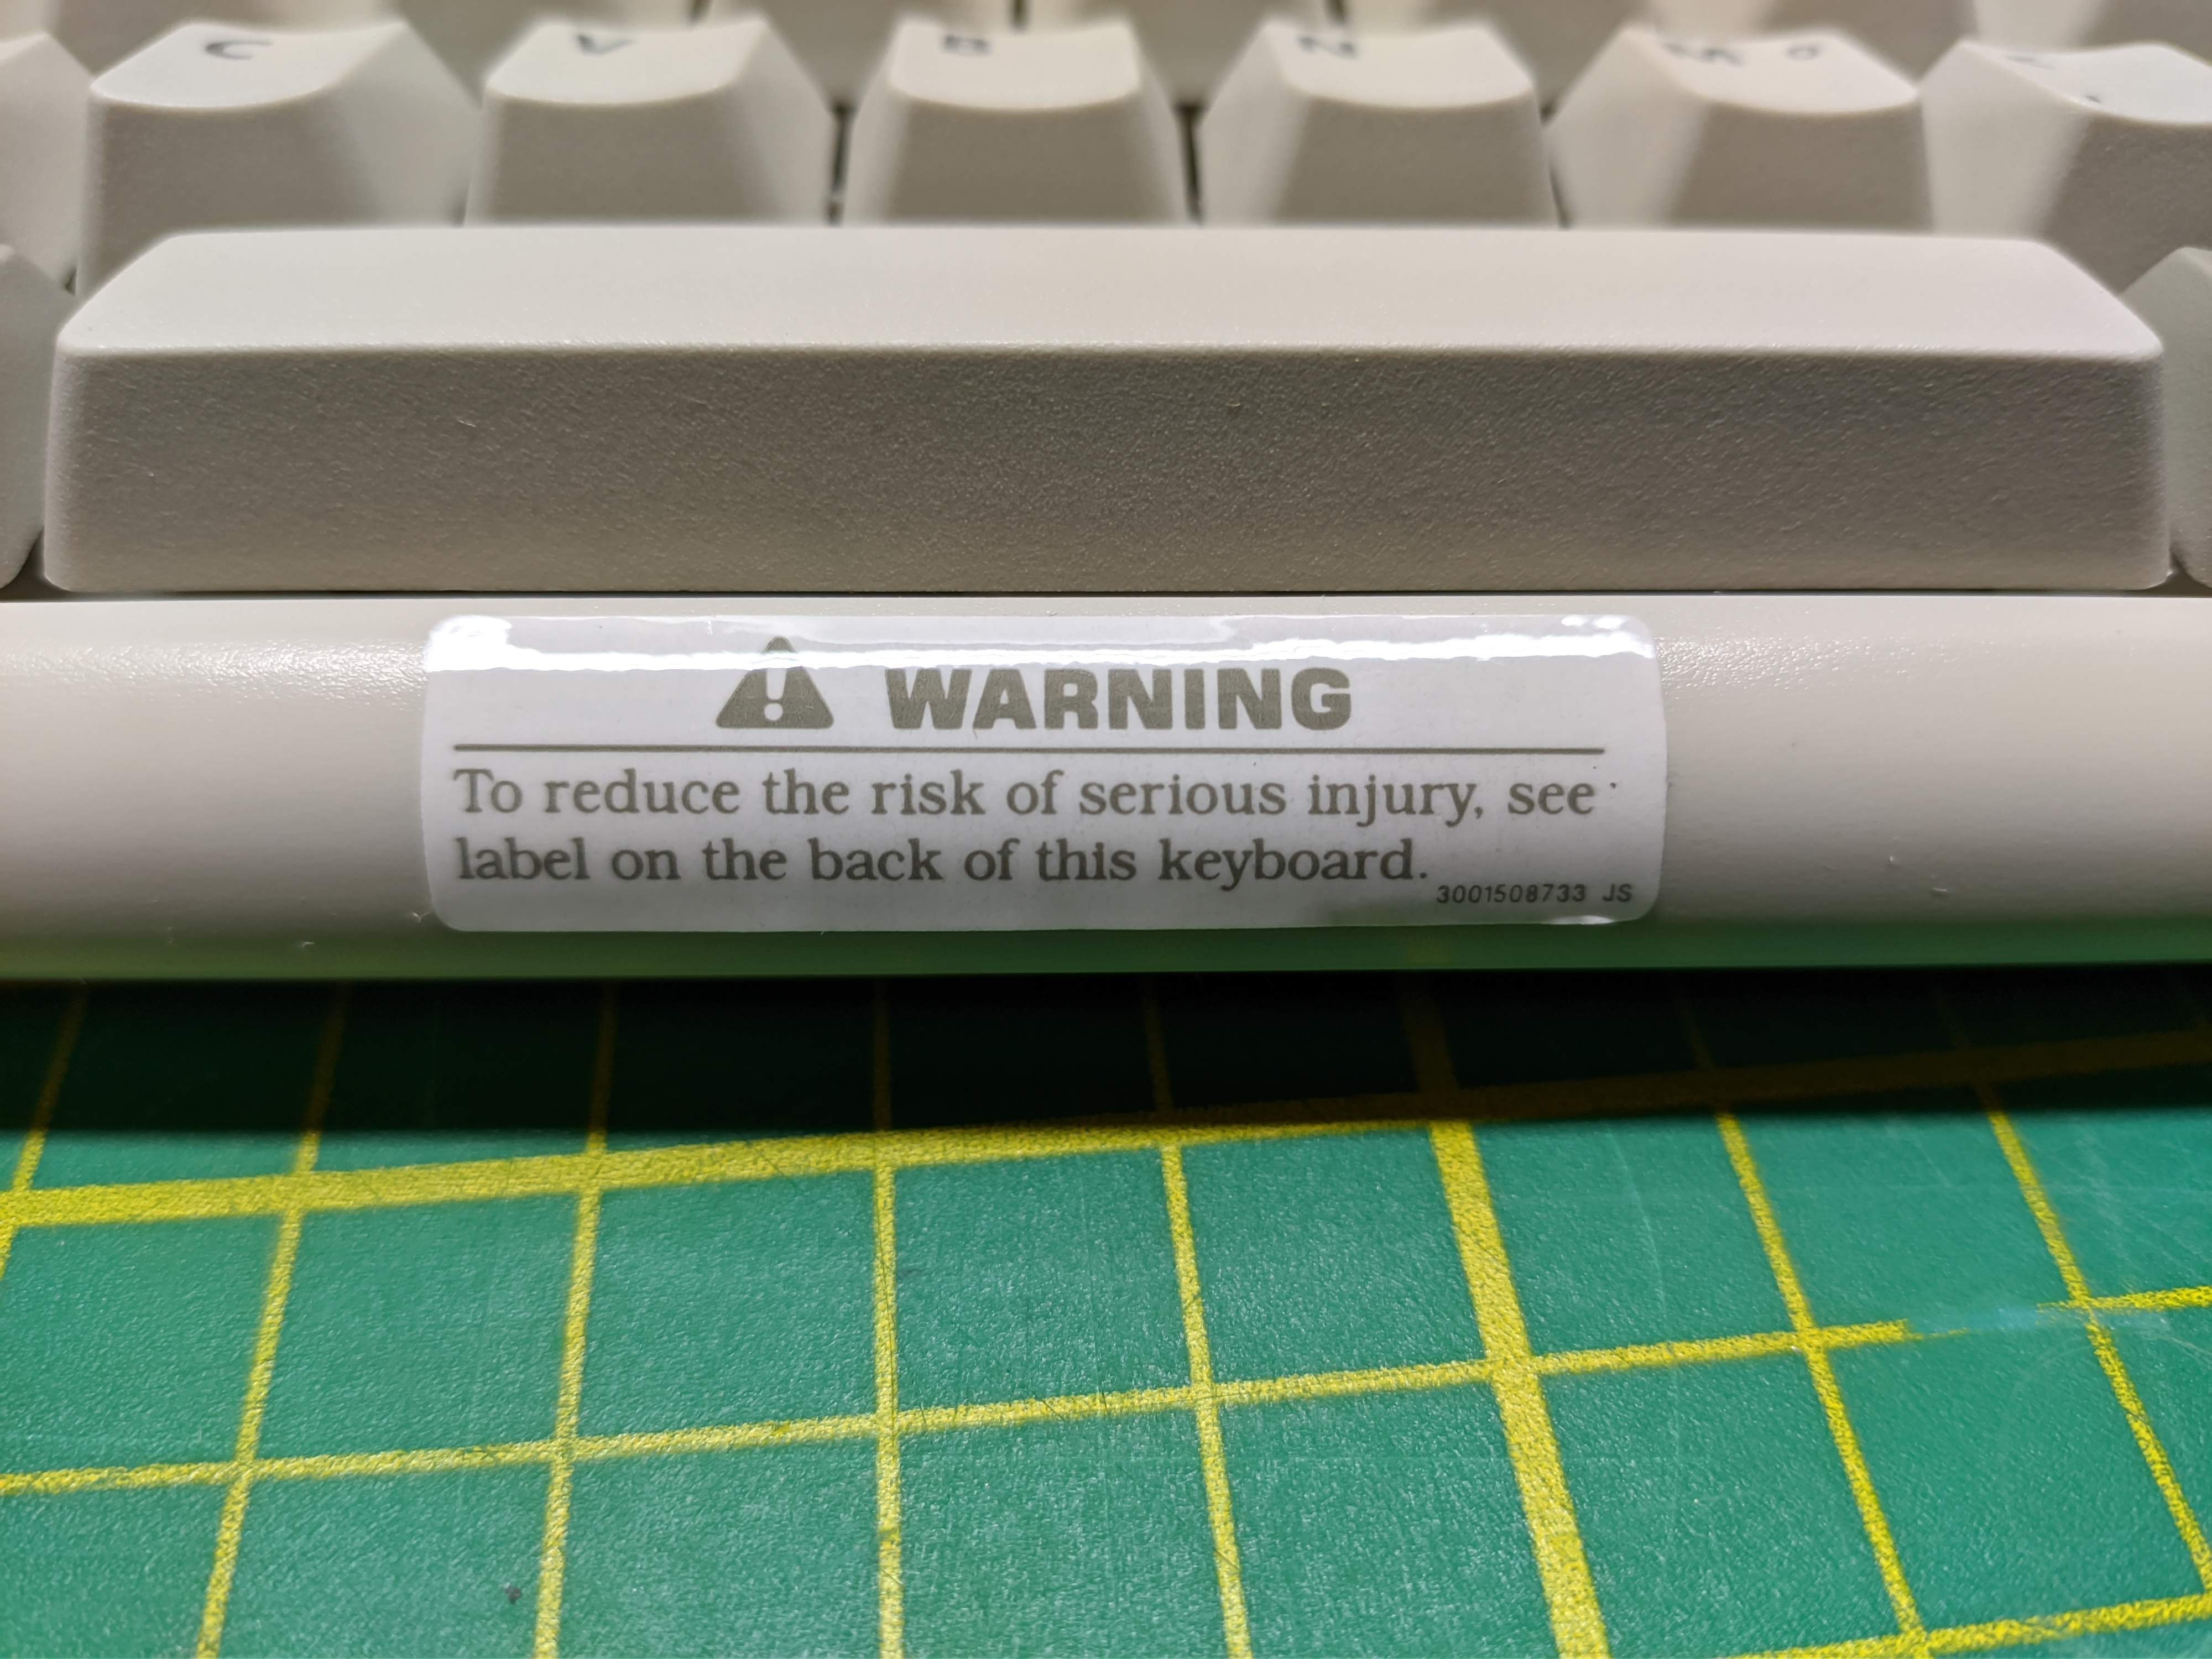 C V B N M µ
WARNING
To reduce the risk of serious injury, see
label on the back of this keyboard.
3001508733 JS